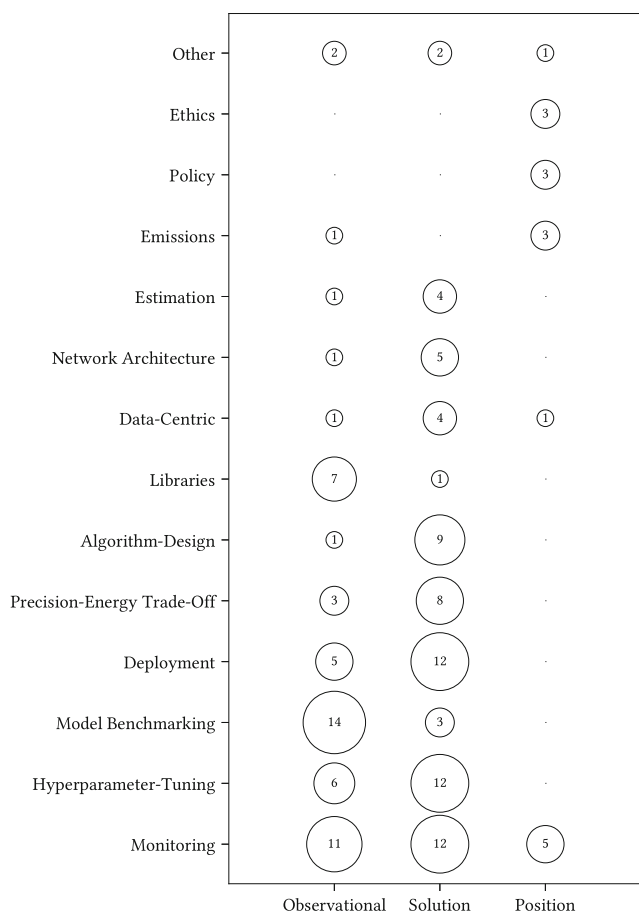 Other 2 2 1
Ethics 3
Policy 3
Emissions 1 3
Estimation 1 4
Network Architecture 1 5
Data-Centric 1 4 1
Libraries 7 1
Algorithm-Design 1 9
Precision-Energy Trade-Off 3 8
Deployment 5 12
Model Benchmarking 14 3
Hyperparameter-Tuning 6 12
Monitoring 11 12 5
Observational Solution Position